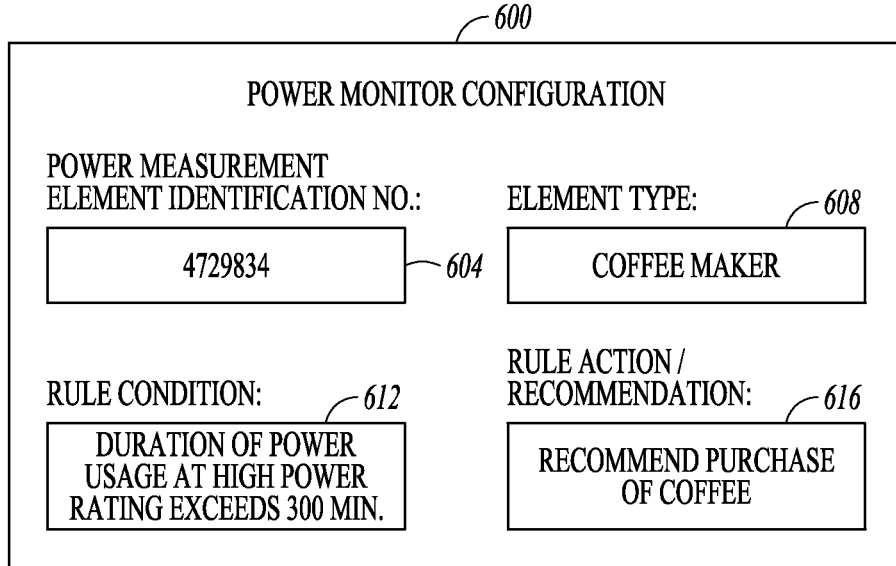 600
POWER MONITOR CONFIGURATION
POWER MEASUREMENT
ELEMENT IDENTIFICATION NO.:
4729834
604
ELEMENT TYPE:
608
COFFEE MAKER
RULE CONDITION:
612
DURATION OF POWER
USAGE AT HIGH POWER
RATING EXCEEDS 300 MIN.
RULE ACTION /
RECOMMENDATION:
616
RECOMMEND PURCHASE
OF COFFEE